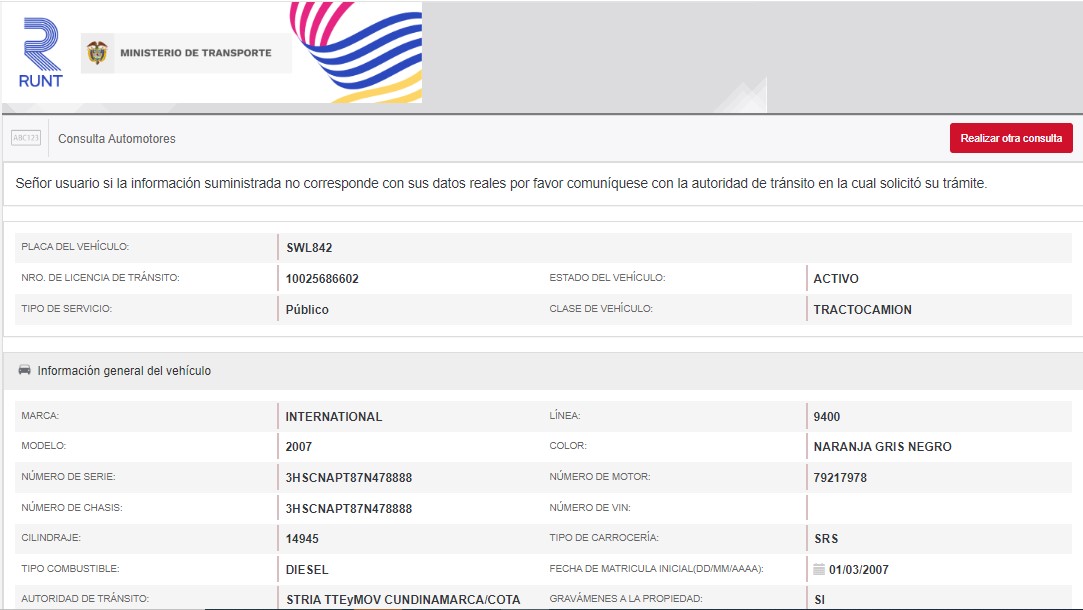 RUNT
MINISTERIO DE TRANSPORTE
ABC123
Consulta Automotores
Realizar otra consulta
Señor usuario si la información suministrada no corresponde con sus datos reales por favor comuníquese con la autoridad de tránsito en la cual solicitó su trámite.
PLACA DEL VEHÍCULO: SWL842
NRO. DE LICENCIA DE TRÁNSITO: 10025686602 ESTADO DEL VEHÍCULO: ACTIVO
TIPO DE SERVICIO: Público CLASE DE VEHÍCULO: TRACTOCAMION
Información general del vehículo
MARCA: INTERNATIONAL LÍNEA: 9400
MODELO: 2007 COLOR: NARANJA GRIS NEGRO
NÚMERO DE SERIE: 3HSCNAPT87N478888 NÚMERO DE MOTOR: 79217978
NÚMERO DE CHASIS: 3HSCNAPT87N478888 NÚMERO DE VIN:
CILINDRAJE: 14945 TIPO DE CARROCERÍA: SRS
TIPO COMBUSTIBLE: DIESEL FECHA DE MATRICULA INICIAL(DD/MM/AAAA): 01/03/2007
AUTORIDAD DE TRÁNSITO: STRIA TTEyMOV CUNDINAMARCA/COTA GRAVÁMENES A LA PROPIEDAD: SI